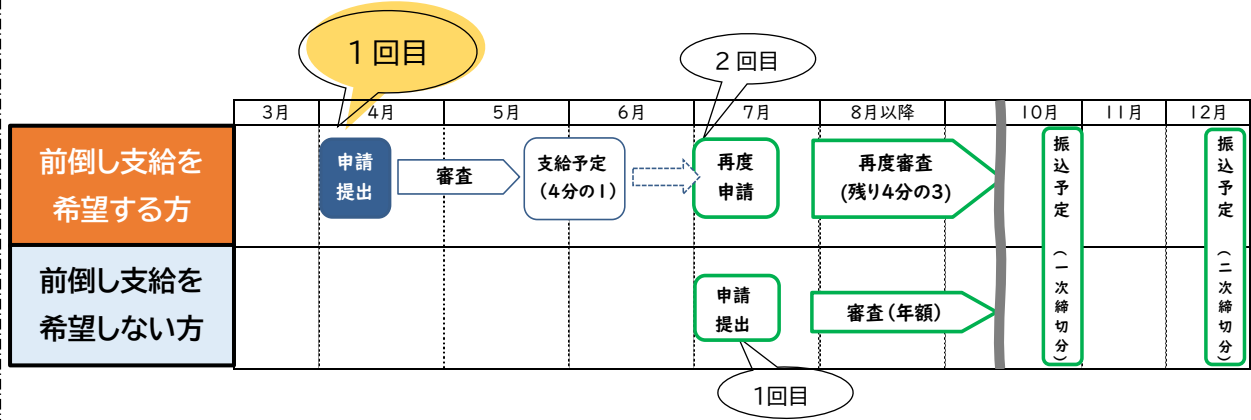 1回目
2回目
3月
4月
5月
6月
7月
8月以降
10月
11月
12月
前倒し支給を
希望する方
申請
提出
審査
支給予定
(4分の1)
再度
申請
再度審査
(残り4分の3)
振込予定（一次締切分）
振込予定（二次締切分）
前倒し支給を
希望しない方
申請
提出
審査(年額)
1回目